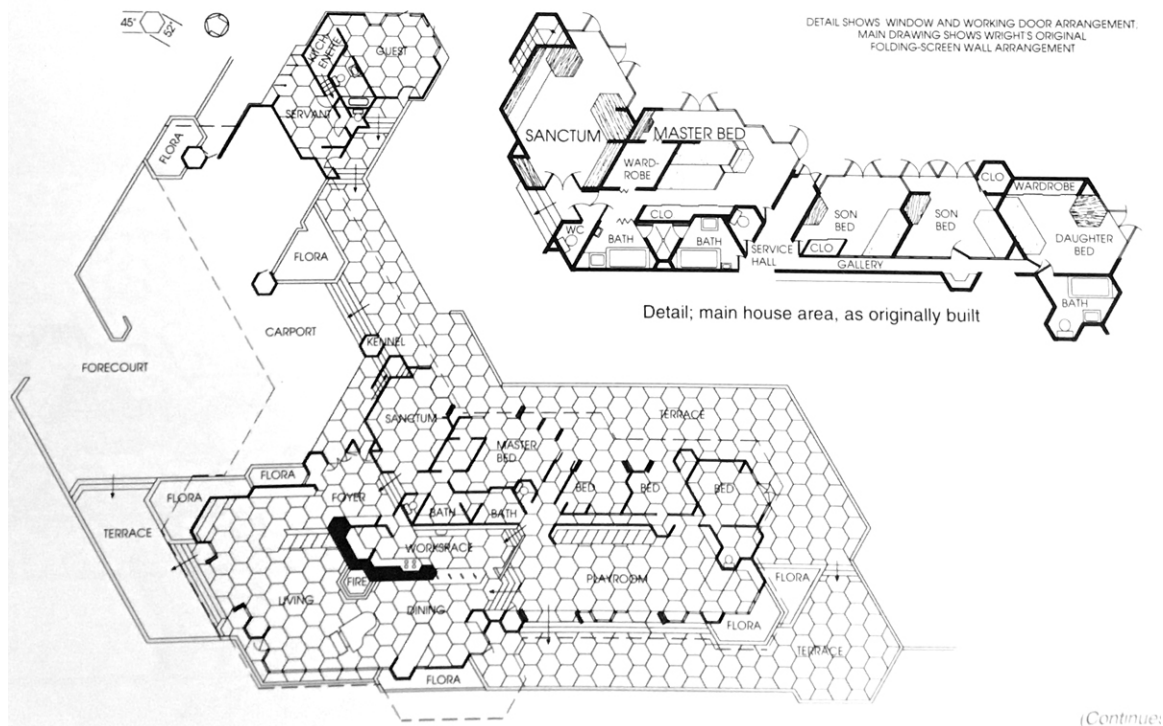 45°
52°
DETAIL SHOWS WINDOW AND WORKING DOOR ARRANGEMENT.
MAIN DRAWING SHOWS WRIGHT'S ORIGINAL
FOLDING-SCREEN WALL ARRANGEMENT
KITCH
ENETTE
GUEST
SERVANT
FLORA
FLORA
CARPORT
FORECOURT
KENNEL
SANCTUM
MASTER BED
WARD-
ROBE
CLO
WC
BATH
BATH
SERVICE
HALL
SON
BED
CLO
SON
BED
CLO
WARDROBE
DAUGHTER
BED
GALLERY
BATH
Detail; main house area, as originally built
SANCTUM
MASTER
BED
TERRACE
BED
BED
BED
FLORA
FLORA
FOYER
BATH
BATH
TERRACE
WORKSPACE
FIRE
LIVING
DINING
PLAYROOM
FLORA
FLORA
TERRACE
FLORA
(Continue